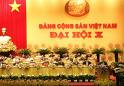 ĐẢNG CỘNG SẢN VIỆT NAM
ĐẠI HỘI X